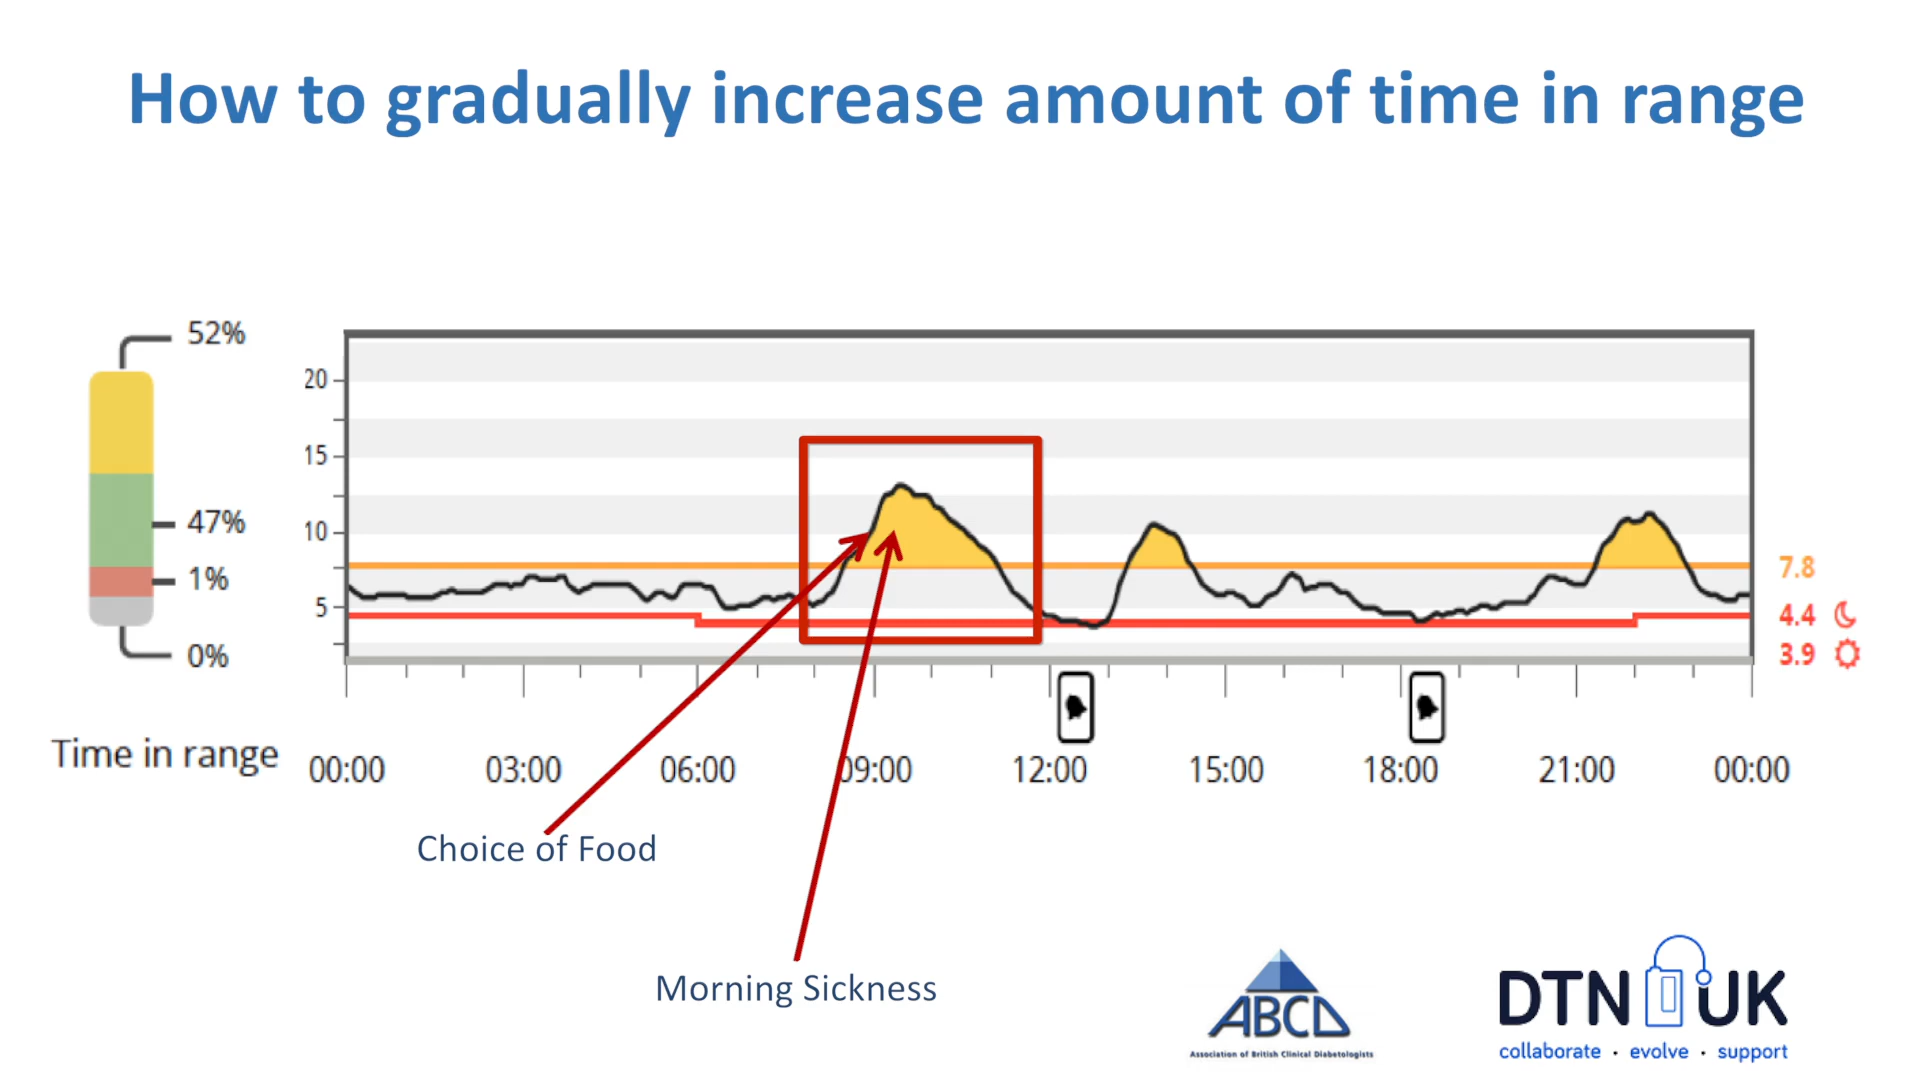 How to gradually increase amount of time in range
52%
47%
1%
0%
Time in range
20
15
10
5
7.8
4.4
3.9
00:00 03:00 06:00 09:00 12:00 15:00 18:00 21:00 00:00
Choice of Food
Morning Sickness
ABCD
Association of British Clinical Diabetologists
DTN UK
collaborate · evolve · support